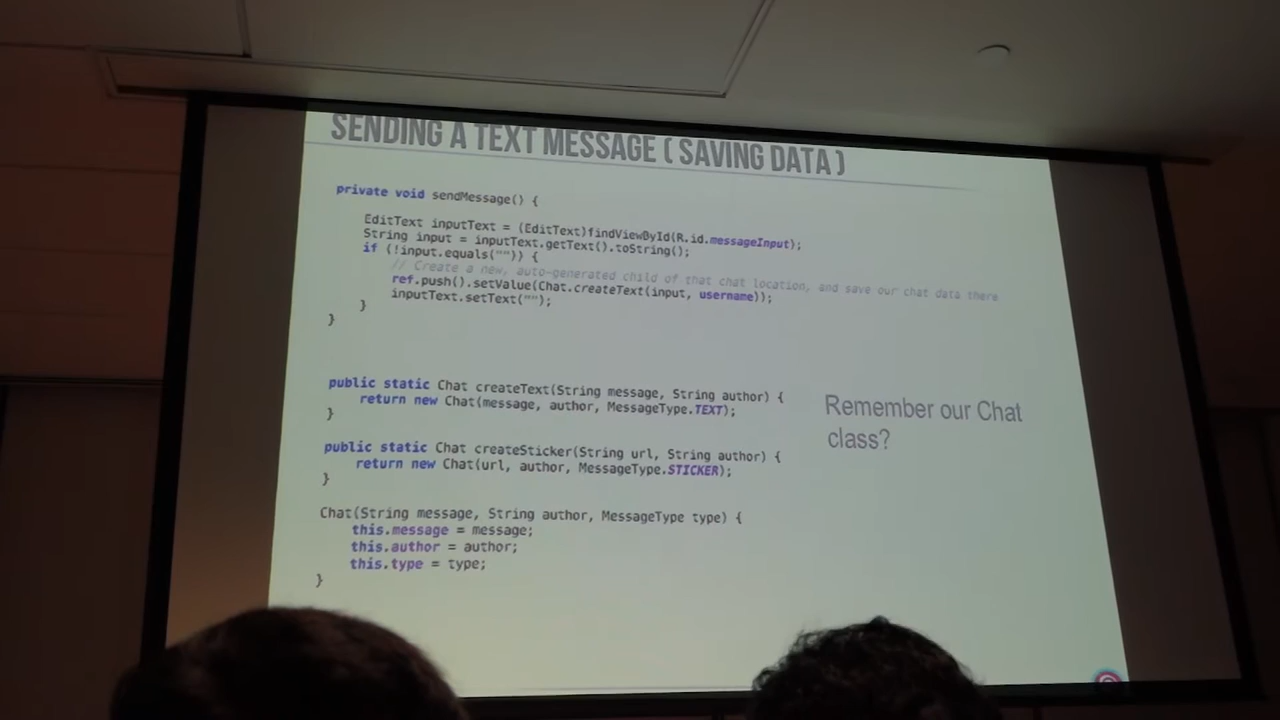 SENDING A TEXT MESSAGE ( SAVING DATA )
private void sendMessage() {
EditText inputText = (EditText)findViewById(R.id.messageInput);
String input = inputText.getText().toString();
if (!input.equals("")) {
// Create a new, auto-generated child of that chat location, and save our chat data there
ref.push().setValue(Chat.createText(input, username));
inputText.setText("");
}
}
public static Chat createText(String message, String author) {
return new Chat(message, author, MessageType.TEXT);
}
public static Chat createSticker(String url, String author) {
return new Chat(url, author, MessageType.STICKER);
}
Chat(String message, String author, MessageType type) {
this.message = message;
this.author = author;
this.type = type;
}
Remember our Chat
class?